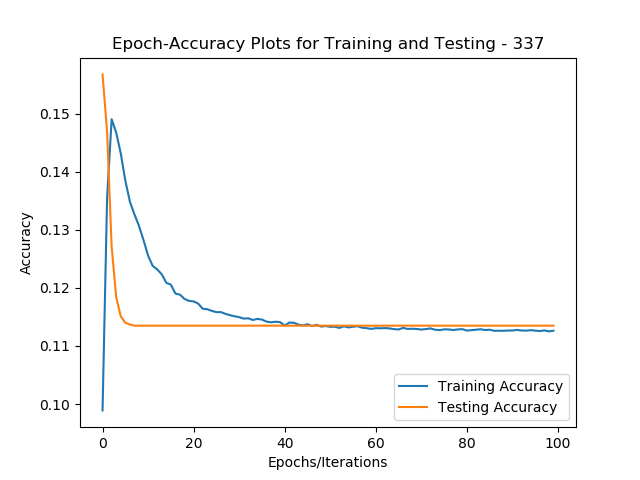 Epoch-Accuracy Plots for Training and Testing - 337
Accuracy
0.15
0.14
0.13
0.12
0.11
0.10
0
20
40
60
80
100
Epochs/Iterations
Training Accuracy
Testing Accuracy